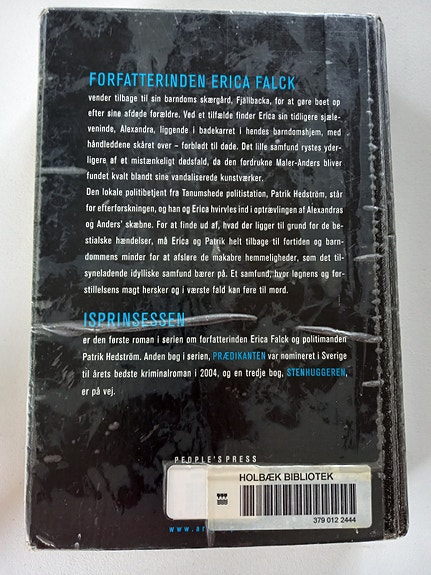 FORFATTERINDEN ERICA FALCK
vender tilbage til sin barndoms skærgård, Fjällbacka, for at gøre boet op
efter sine afdøde forældre. Ved et tilfælde finder Erica sin tidligere sjæle-
veninde, Alexandra, liggende i badekarret i hendes barndomshjem, med
håndleddene skåret over – forblødt til døde. Det lille samfund rystes yder-
ligere af et mistænkeligt dødsfald, da den fordrukne Maler-Anders bliver
fundet kvalt blandt sine vandaliserede kunstværker.
Den lokale politibetjent fra Tanumshede politistation, Patrik Hedström, står
for efterforskningen, og han og Erica hvirvles ind i optrævlingen af Alexandras
og Anders' skæbne. For at finde ud af, hvad der ligger til grund for de be-
stialske hændelser, må Erica og Patrik helt tilbage til fortiden og barn-
dommens minder for at afsløre de makabre hemmeligheder, som det til-
syneladende idylliske samfund bærer på. Et samfund, hvor løgnens og for-
stillelsens magt hersker og i værste fald kan føre til mord.
ISPRINSESSEN
er den første roman i serien om forfatterinden Erica Falck og politimanden
Patrik Hedström. Anden bog i serien, PRÆDIKANTEN var nomineret i Sverige
til årets bedste kriminalroman i 2004, og en tredje bog, STENHUGGEREN,
er på vej.
PEOPLE'S PRESS
HOLBÆK BIBLIOTEK
379 012 2444